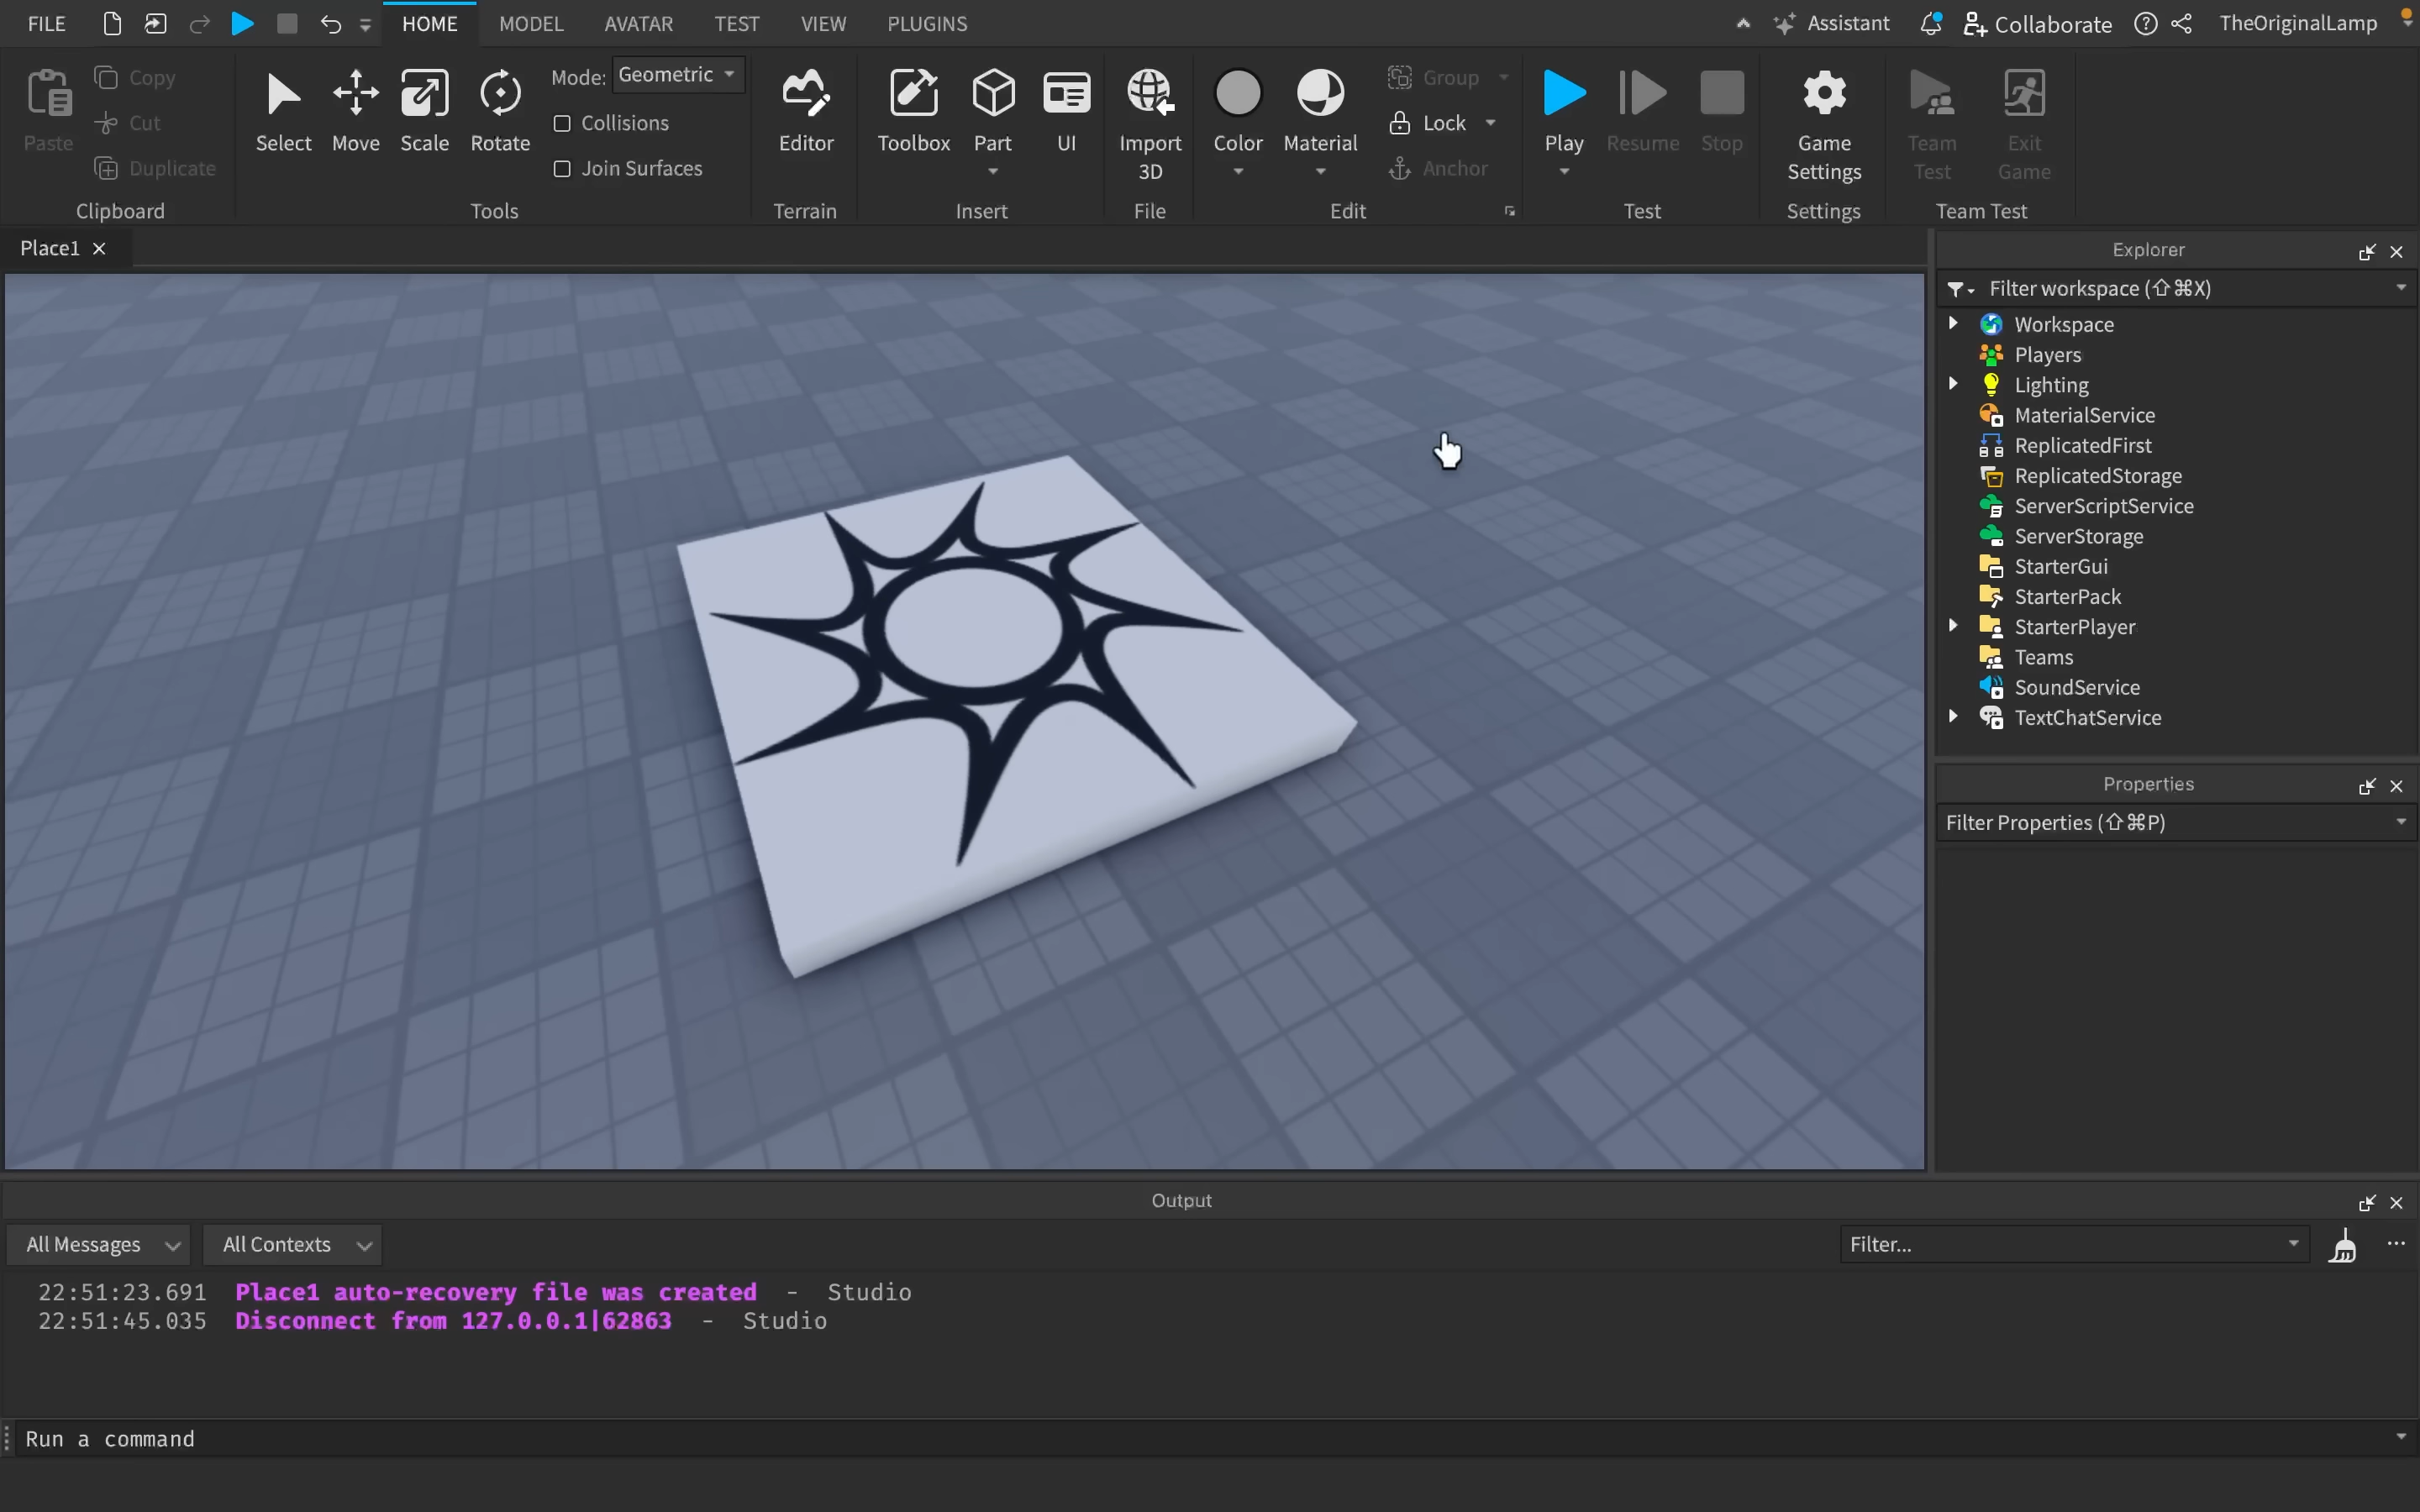 FILE HOME MODEL AVATAR TEST VIEW PLUGINS Assistant Collaborate TheOriginalLamp
Paste Copy Cut Duplicate
Clipboard
Select Move Scale Rotate
Mode: Geometric
Collisions
Join Surfaces
Tools
Editor
Terrain
Toolbox Part UI
Insert
Import
3D
File
Color Material
Group
Lock
Anchor
Edit
Play Resume Stop
Test
Game
Settings
Settings
Team
Test
Exit
Game
Team Test
Place1
Explorer
Filter workspace (⇧⌘X)
Workspace
Players
Lighting
MaterialService
ReplicatedFirst
ReplicatedStorage
ServerScriptService
ServerStorage
StarterGui
StarterPack
StarterPlayer
Teams
SoundService
TextChatService
Properties
Filter Properties (⇧⌘P)
Output
All Messages All Contexts Filter...
22:51:23.691 Place1 auto-recovery file was created - Studio
22:51:45.035 Disconnect from 127.0.0.1|62863 - Studio
Run a command